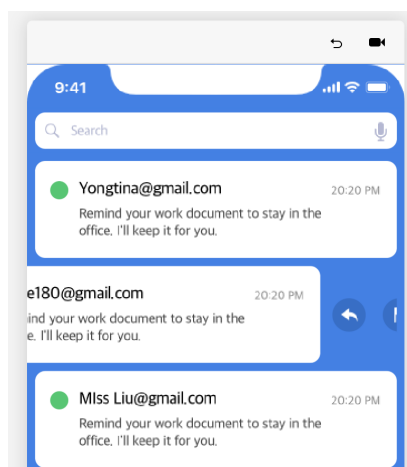 9:41
Search
Yongtina@gmail.com
20:20 PM
Remind your work document to stay in the
office, I'll keep it for you.
e180@gmail.com
20:20 PM
ind your work document to stay in the
e. I'll keep it for you.
MIss Liu@gmail.com
20:20 PM
Remind your work document to stay in the
office, I'll keep it for you.